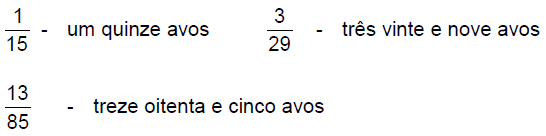 1/15 - um quinze avos 3/29 - três vinte e nove avos
13/85 - treze oitenta e cinco avos